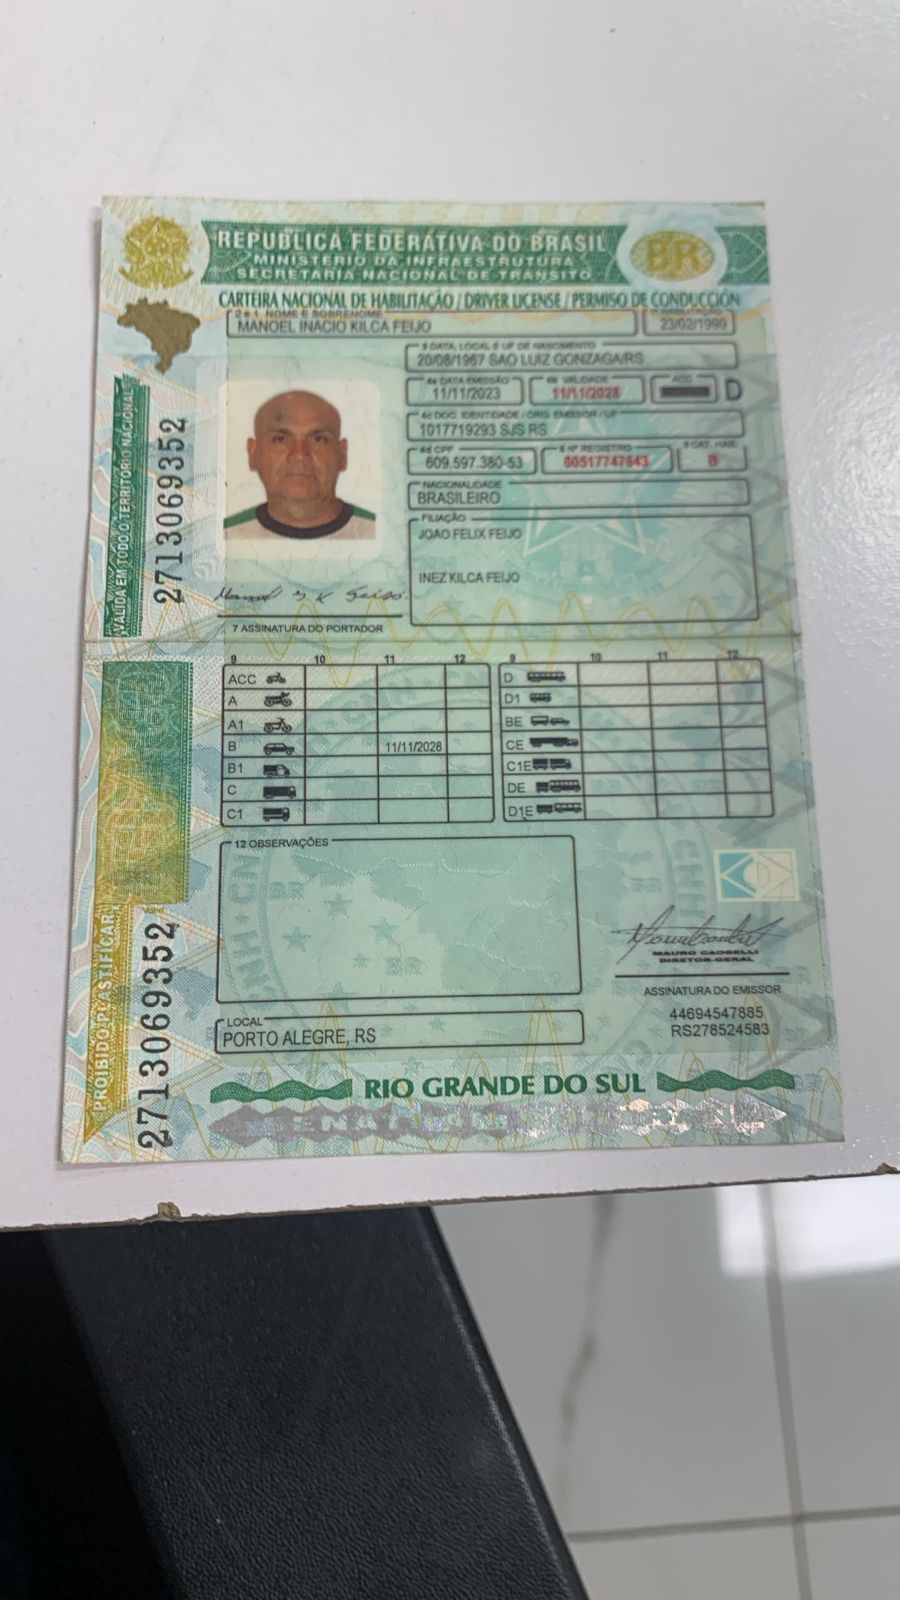 REPÚBLICA FEDERATIVA DO BRASIL
MINISTÉRIO DA INFRAESTRUTURA
SECRETARIA NACIONAL DE TRÂNSITO
BR
CARTEIRA NACIONAL DE HABILITAÇÃO / DRIVER LICENSE / PERMISO DE CONDUCCIÓN
2 e 1 NOME E SOBRENOME
MANOEL INACIO KILCA FEIJO
1ª HABILITAÇÃO
23/02/1999
3 DATA, LOCAL E UF DE NASCIMENTO
20/08/1967 SAO LUIZ GONZAGA/RS
4a DATA EMISSÃO
11/11/2023
4b VALIDADE
11/11/2028
ACC
D
4c DOC. IDENTIDADE / ÓRG. EMISSOR / UF
1017719293 SJS RS
4d CPF
609.597.380-53
5 Nº REGISTRO
00517747643
9 CAT. HAB.
B
NACIONALIDADE
BRASILEIRO
FILIAÇÃO
JOAO FELIX FEIJO
INEZ KILCA FEIJO
7 ASSINATURA DO PORTADOR
VÁLIDA EM TODO O TERRITÓRIO NACIONAL
2713069352
9 10 11 12
ACC
A
A1
B 11/11/2028
B1
C
C1
9 10 11 12
D
D1
BE
CE
C1E
DE
D1E
12 OBSERVAÇÕES
MAURO CAOBELLI
DIRETOR-GERAL
ASSINATURA DO EMISSOR
44694547885
RS278524583
LOCAL
PORTO ALEGRE, RS
PROIBIDO PLASTIFICAR
2713069352
RIO GRANDE DO SUL